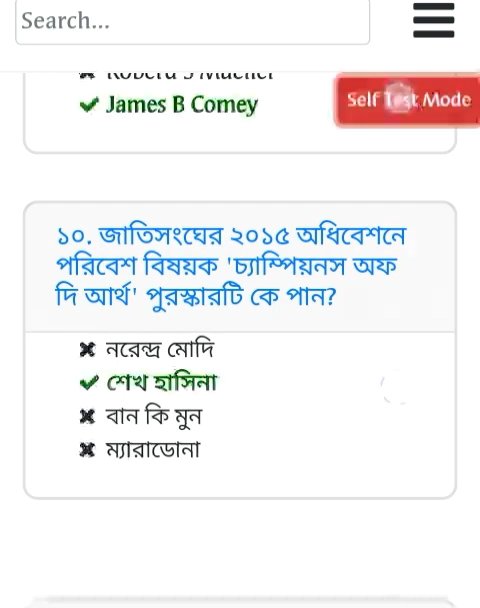 Search...
James B Comey
Self Test Mode
১০. জাতিসংঘের ২০১৫ অধিবেশনে
পরিবেশ বিষয়ক 'চ্যাম্পিয়নস অফ
দি আর্থ' পুরস্কারটি কে পান?
নরেন্দ্র মোদি
শেখ হাসিনা
বান কি মুন
ম্যারাডোনা